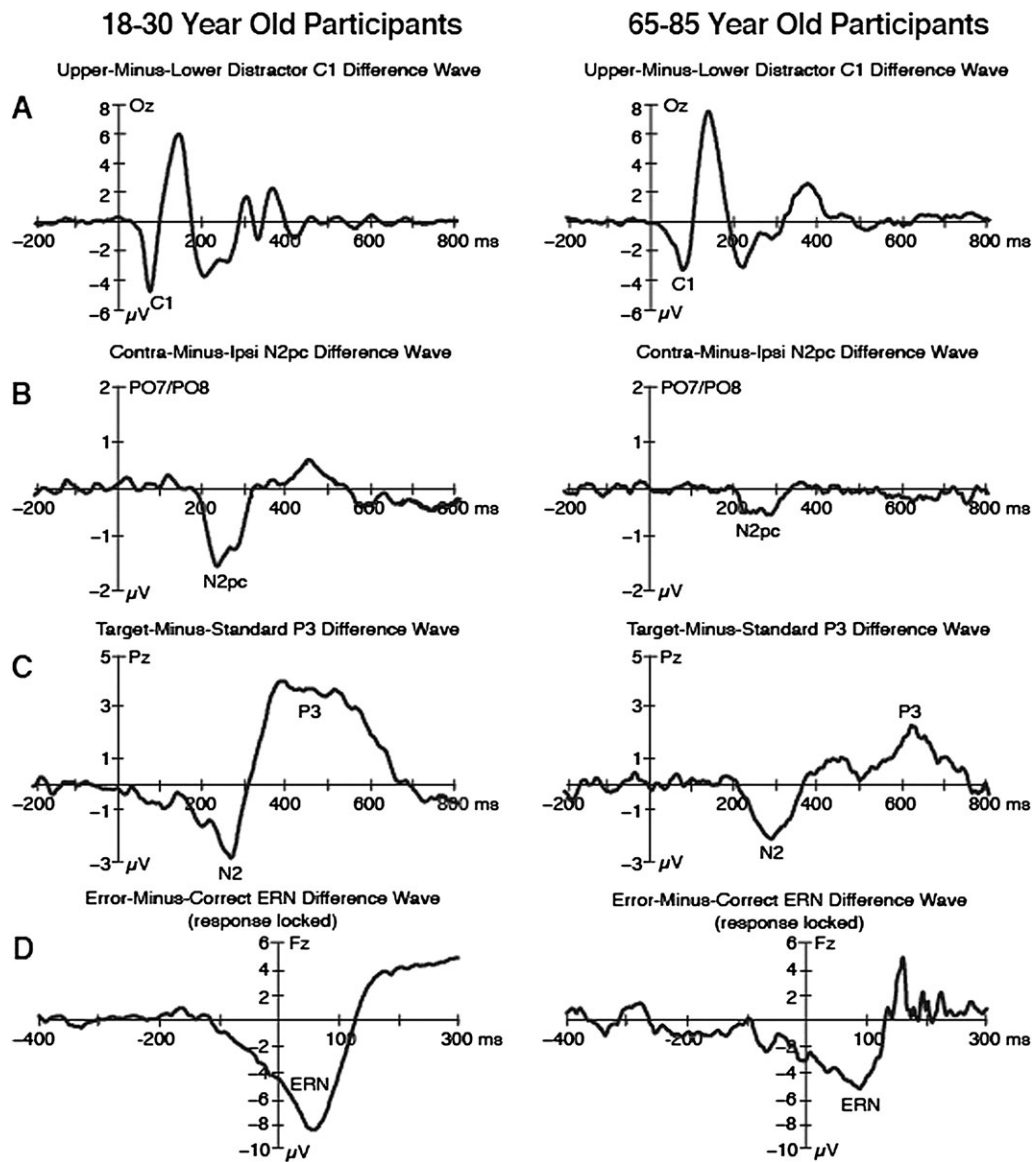 18-30 Year Old Participants
65-85 Year Old Participants
Upper-Minus-Lower Distractor C1 Difference Wave
Upper-Minus-Lower Distractor C1 Difference Wave
A
8
Oz
6
4
2
-200
200
400
600
800 ms
-2
-4
C1
-6
µV
8
Oz
6
4
2
-200
200
400
600
800 ms
-2
C1
-4
-6
µV
Contra-Minus-Ipsi N2pc Difference Wave
Contra-Minus-Ipsi N2pc Difference Wave
B
2
PO7/PO8
1
-200
200
400
600
800 ms
-1
N2pc
-2
µV
2
PO7/PO8
1
-200
200
400
600
800 ms
N2pc
-1
-2
µV
Target-Minus-Standard P3 Difference Wave
Target-Minus-Standard P3 Difference Wave
C
5
Pz
3
P3
1
-200
200
400
600
800 ms
-1
-3
µV
N2
5
Pz
3
P3
1
-200
200
400
600
800 ms
-1
N2
-3
µV
Error-Minus-Correct ERN Difference Wave
(response locked)
Error-Minus-Correct ERN Difference Wave
(response locked)
D
6
Fz
4
2
-400
-200
100
300 ms
-2
-4
ERN
-6
-8
-10
µV
6
Fz
4
2
-400
-200
100
300 ms
-2
-4
-6
ERN
-8
-10
µV